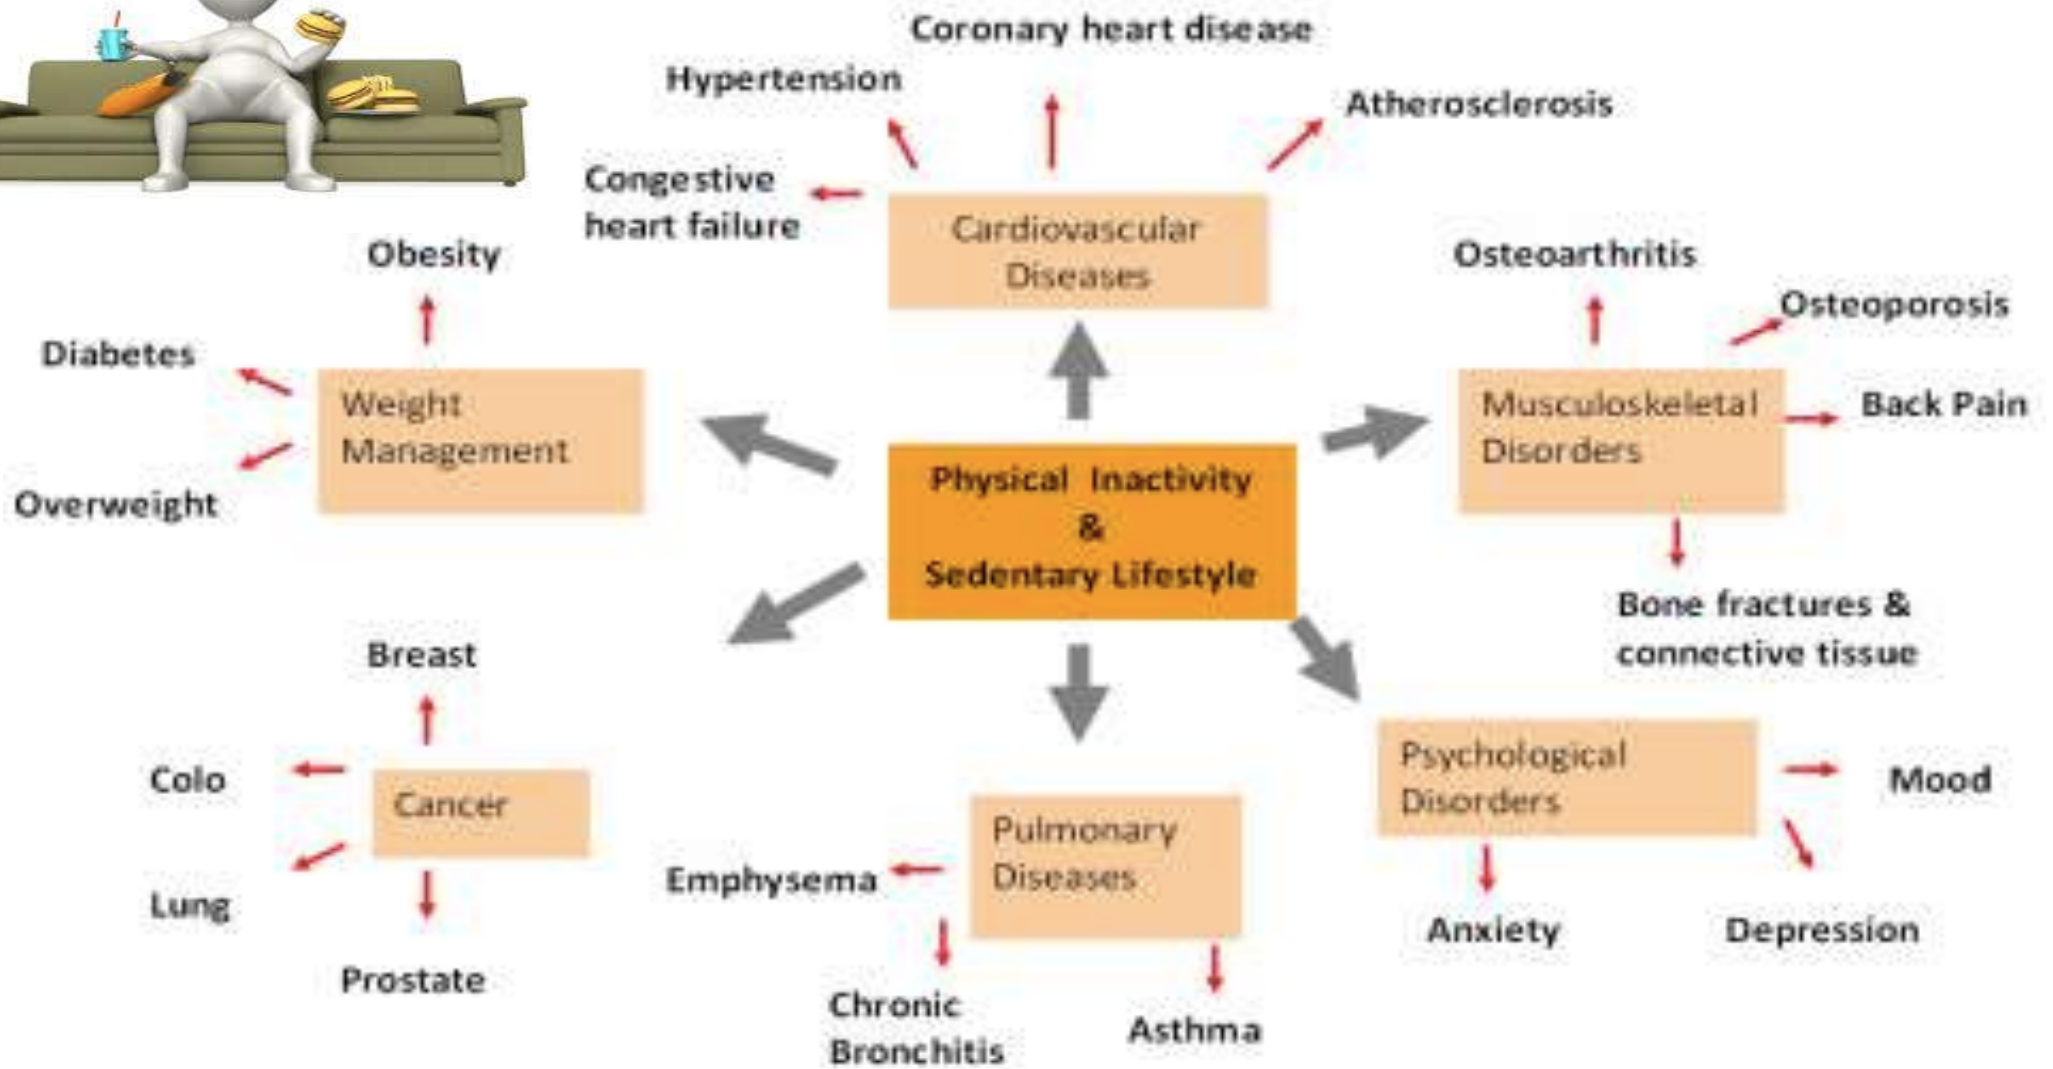 Coronary heart disease
Hypertension
Atherosclerosis
Congestive
heart failure
Cardiovascular
Diseases
Obesity
Diabetes
Weight
Management
Overweight
Osteoarthritis
Osteoporosis
Musculoskeletal
Disorders
Back Pain
Bone fractures &
connective tissue
Physical Inactivity
&
Sedentary Lifestyle
Breast
Colo
Cancer
Lung
Prostate
Pulmonary
Diseases
Emphysema
Chronic
Bronchitis
Asthma
Psychological
Disorders
Mood
Anxiety
Depression